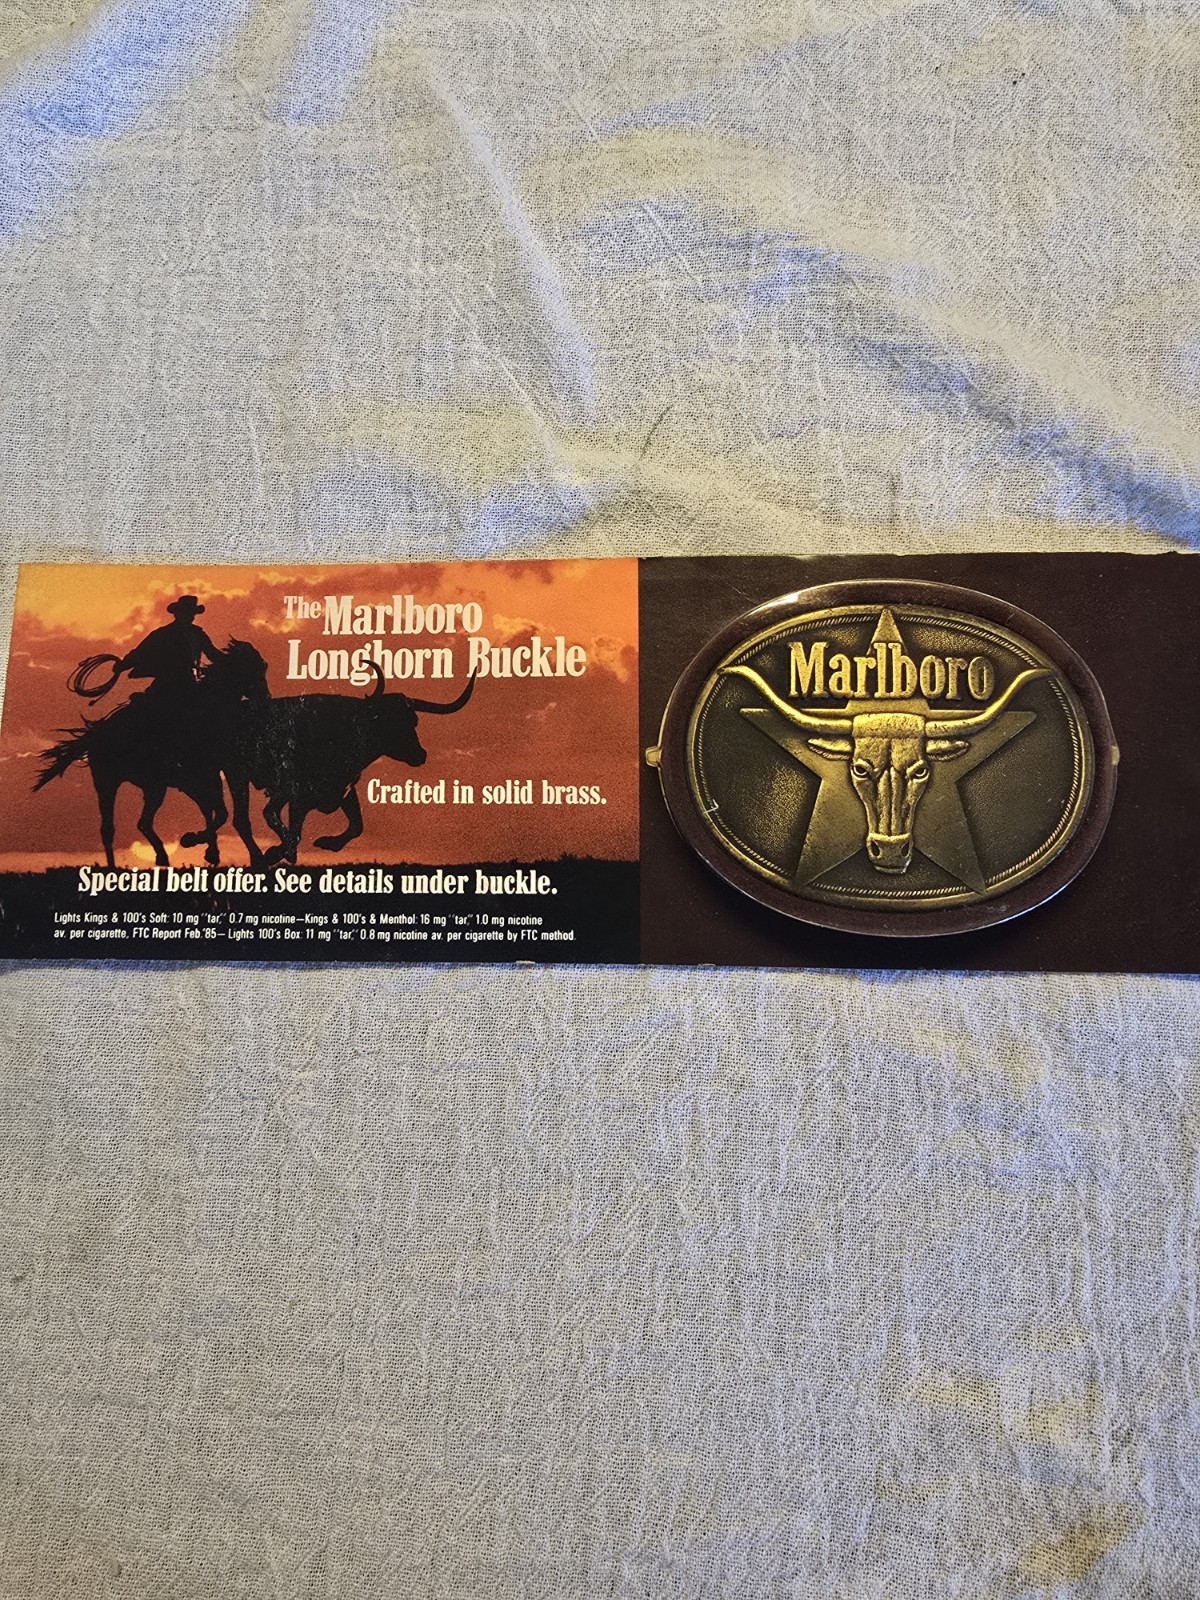 The Marlboro
Longhorn Buckle
Crafted in solid brass.
Special belt offer. See details under buckle.
Lights Kings & 100's Soft: 10 mg "tar," 0.7 mg nicotine—Kings & 100's & Menthol: 16 mg "tar," 1.0 mg nicotine
av. per cigarette, FTC Report Feb.'85—Lights 100's Box: 11 mg "tar," 0.8 mg nicotine av. per cigarette by FTC method.
Marlboro